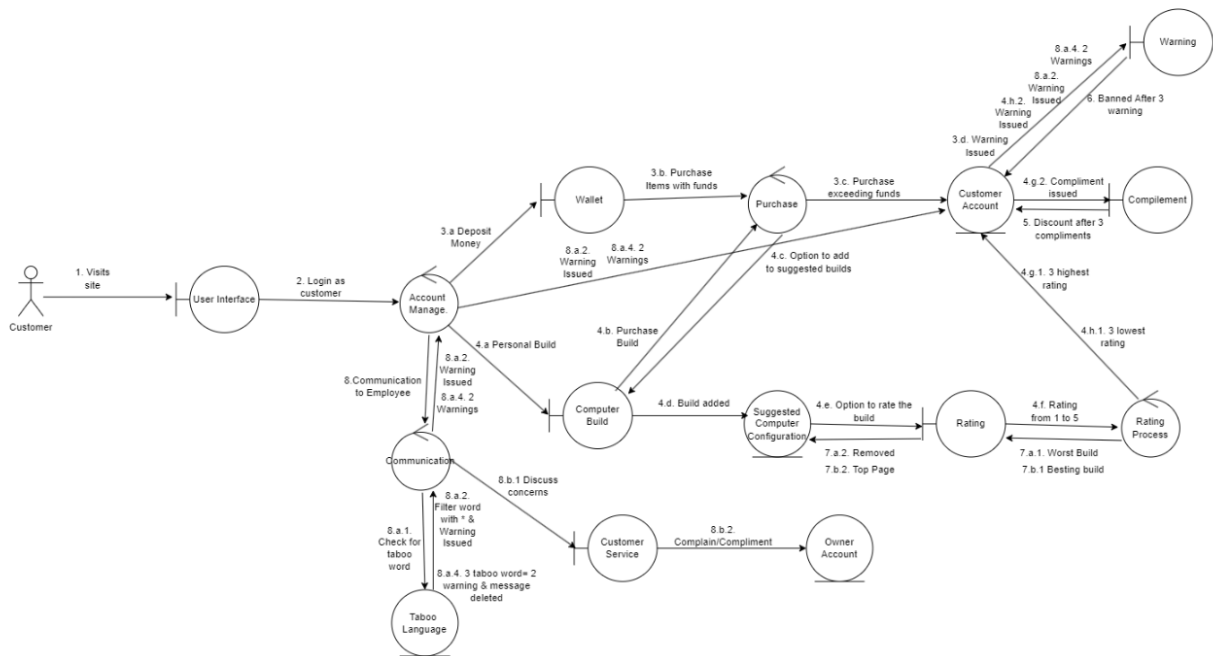 8.a.4. 2
Warnings
Warning
8.a.2.
Warning
Issued
4.h.2.
Warning
Issued
6. Banned After 3
warning
3.d. Warning
Issued
3.b. Purchase
Items with funds
3.c. Purchase
exceeding funds
4.g.2. Compliment
issued
Wallet
Purchase
Customer
Account
Compilement
5. Discount after 3
compliments
3.a Deposit
Money
8.a.2.
Warning
Issued
8.a.4. 2
Warnings
4.c. Option to add
to suggested builds
4.g.1. 3 highest
rating
1. Visits
site
2. Login as
customer
User Interface
Account
Manage.
Customer
4.b. Purchase
Build
4.h.1. 3 lowest
rating
4.a Personal Build
8.Communication
to Employee
8.a.2.
Warning
Issued
8.a.4. 2
Warnings
Computer
Build
4.d. Build added
Suggested
Computer
Configuration
4.e. Option to rate the
build
Rating
4.f. Rating
from 1 to 5
Rating
Process
7.a.2. Removed
7.b.2. Top Page
7.a.1. Worst Build
7.b.1 Besting build
Communication
8.b.1 Discuss
concerns
8.a.1.
Check for
taboo
word
8.a.2.
Filter word
with * &
Warning
Issued
Customer
Service
8.b.2.
Complain/Compliment
Owner
Account
8.a.4. 3 taboo word= 2
warning & message
deleted
Taboo
Language